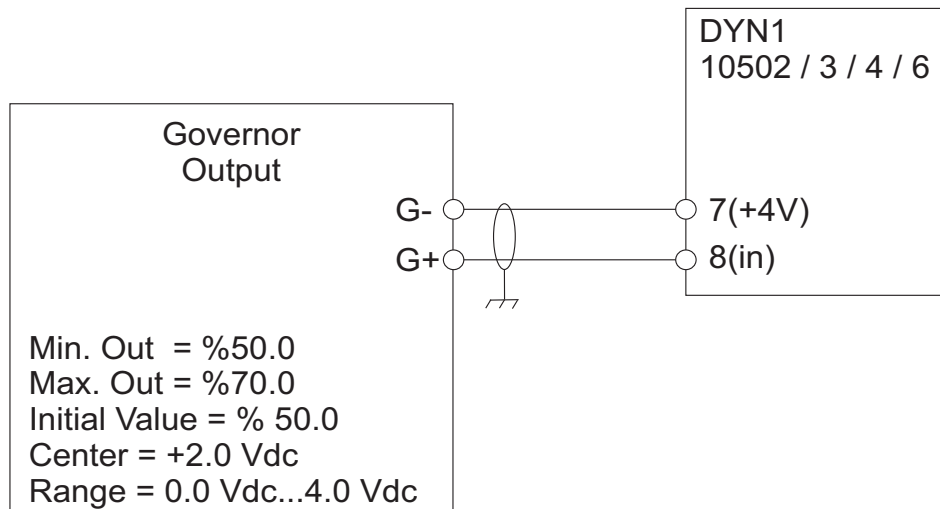 DYN1
10502 / 3 / 4 / 6
Governor
Output
G-
7(+4V)
G+
8(in)
Min. Out = %50.0
Max. Out = %70.0
Initial Value = % 50.0
Center = +2.0 Vdc
Range = 0.0 Vdc...4.0 Vdc